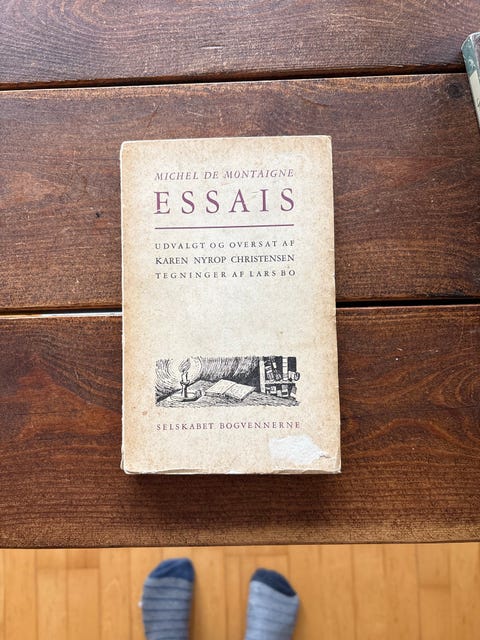 MICHEL DE MONTAIGNE
ESSAIS
UDVALGT OG OVERSAT AF
KAREN NYROP CHRISTENSEN
TEGNINGER AF LARS BO
SELSKABET BOGVENNERNE